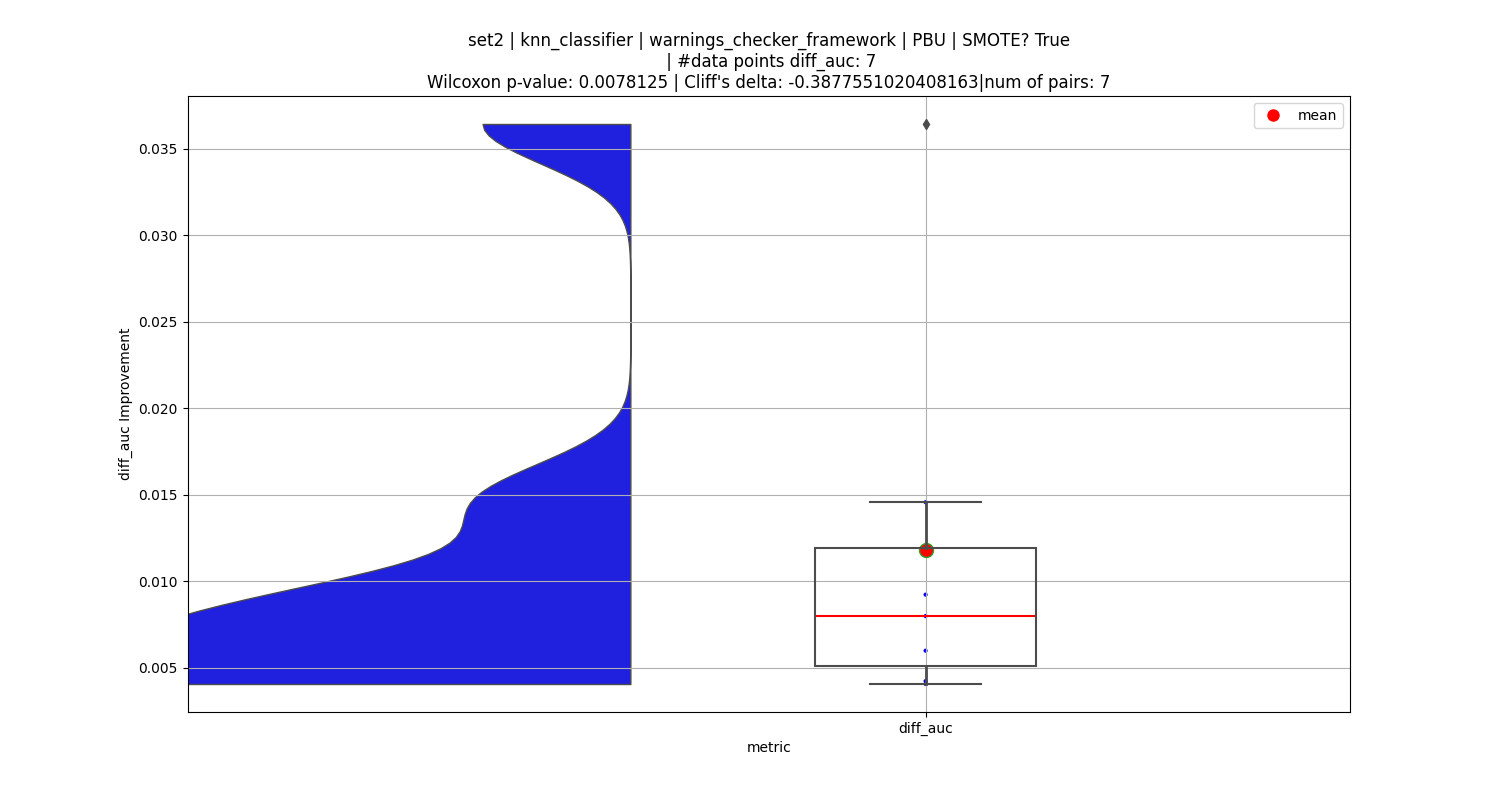 set2 | knn_classifier | warnings_checker_framework | PBU | SMOTE? True
| #data points diff_auc: 7
Wilcoxon p-value: 0.0078125 | Cliff's delta: -0.3877551020408163|num of pairs: 7
mean
0.035
0.030
0.025
0.020
0.015
0.010
0.005
diff_auc Improvement
diff_auc
metric